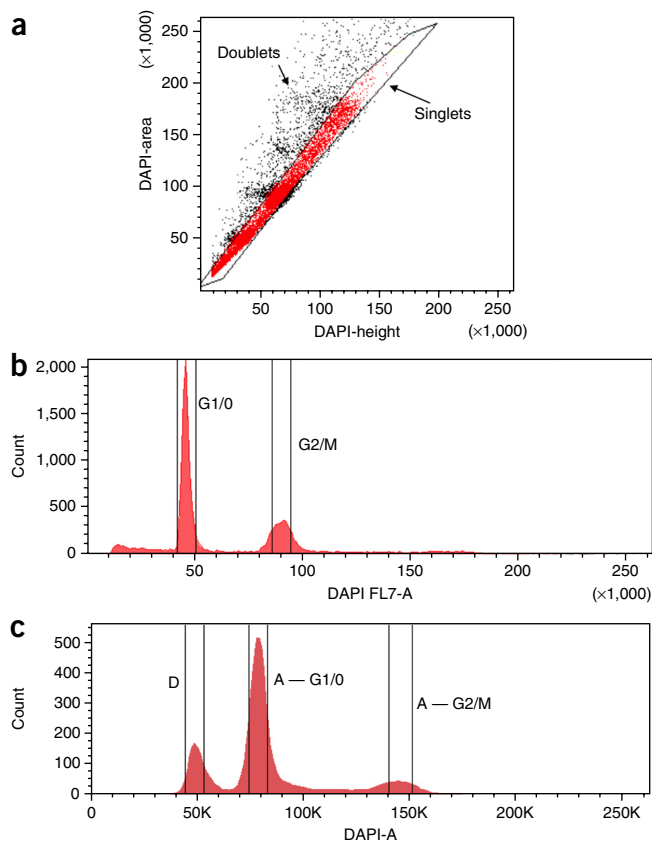 a
(×1,000)
250
200
150
100
50
DAPI-area
Doublets
Singlets
50
100
150
200
250
DAPI-height
(×1,000)
b
2,000
1,500
1,000
500
0
Count
G1/0
G2/M
50
100
150
200
250
DAPI FL7-A
(×1,000)
c
500
400
300
200
100
0
Count
D
A — G1/0
A — G2/M
0
50K
100K
150K
200K
250K
DAPI-A